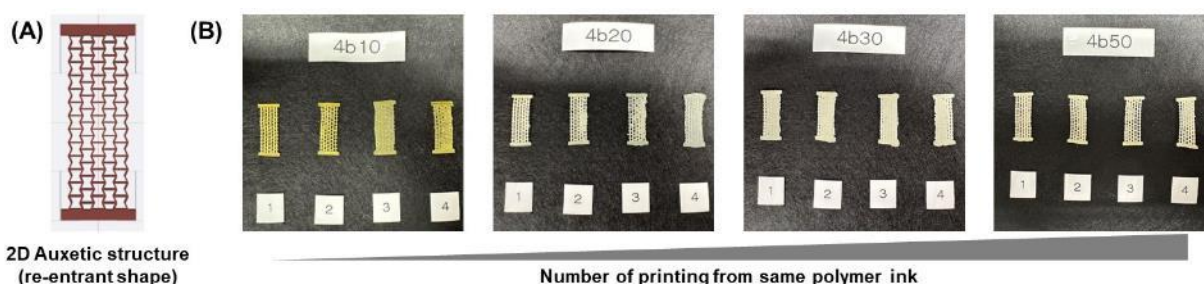 (A)
2D Auxetic structure
(re-entrant shape)
(B)
4b10
1 2 3 4
4b20
1 2 3 4
4b30
1 2 3 4
4b50
1 2 3 4
Number of printing from same polymer ink